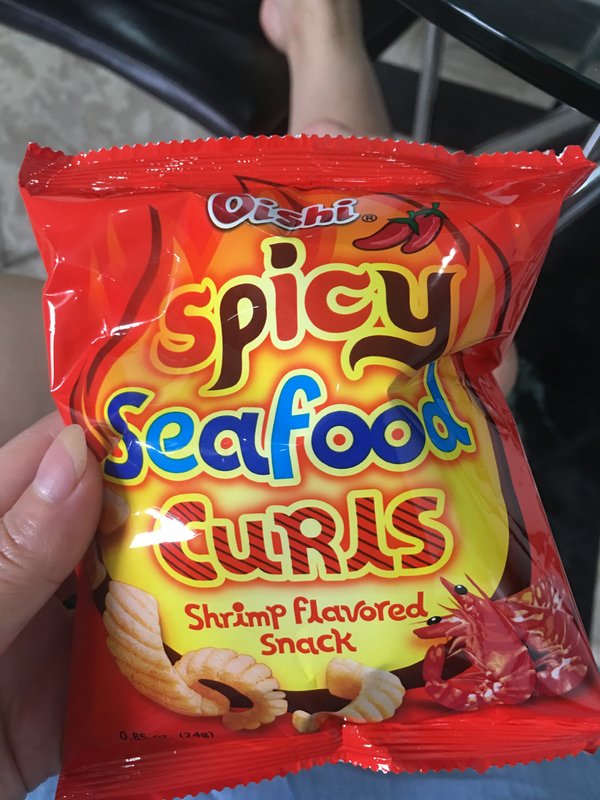 Oishi ®
spicy
seafood
CuRlS
Shrimp flavored
snack
0.85 oz. (24g)